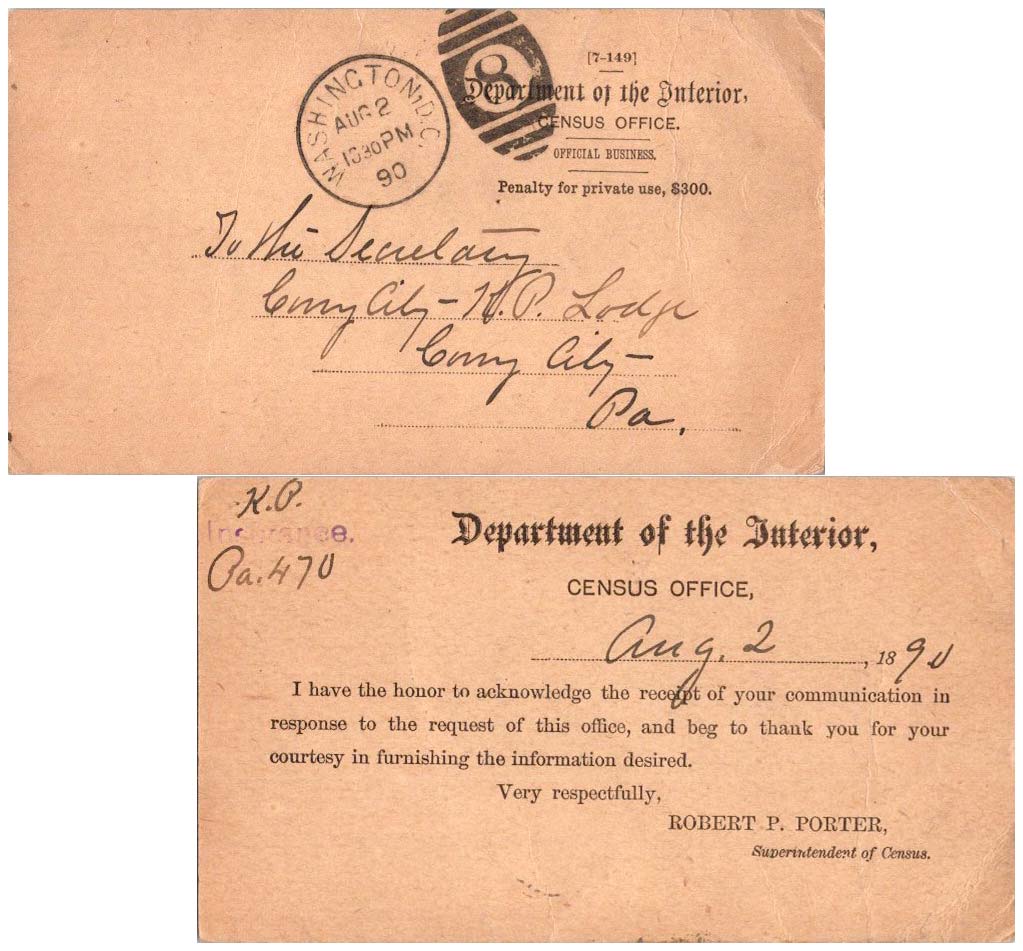 WASHINGTON, D.C.
AUG 2
1030 PM
90
8
[7-149]
Department of the Interior,
CENSUS OFFICE.
OFFICIAL BUSINESS.
Penalty for private use, $300.
To the Secretary
Corry City - K.P. Lodge
Corry City -
Pa.
K.P.
Insurance.
Pa. 470
Department of the Interior,
CENSUS OFFICE,
Aug. 2, 1890
I have the honor to acknowledge the receipt of your communication in
response to the request of this office, and beg to thank you for your
courtesy in furnishing the information desired.
Very respectfully,
ROBERT P. PORTER,
Superintendent of Census.